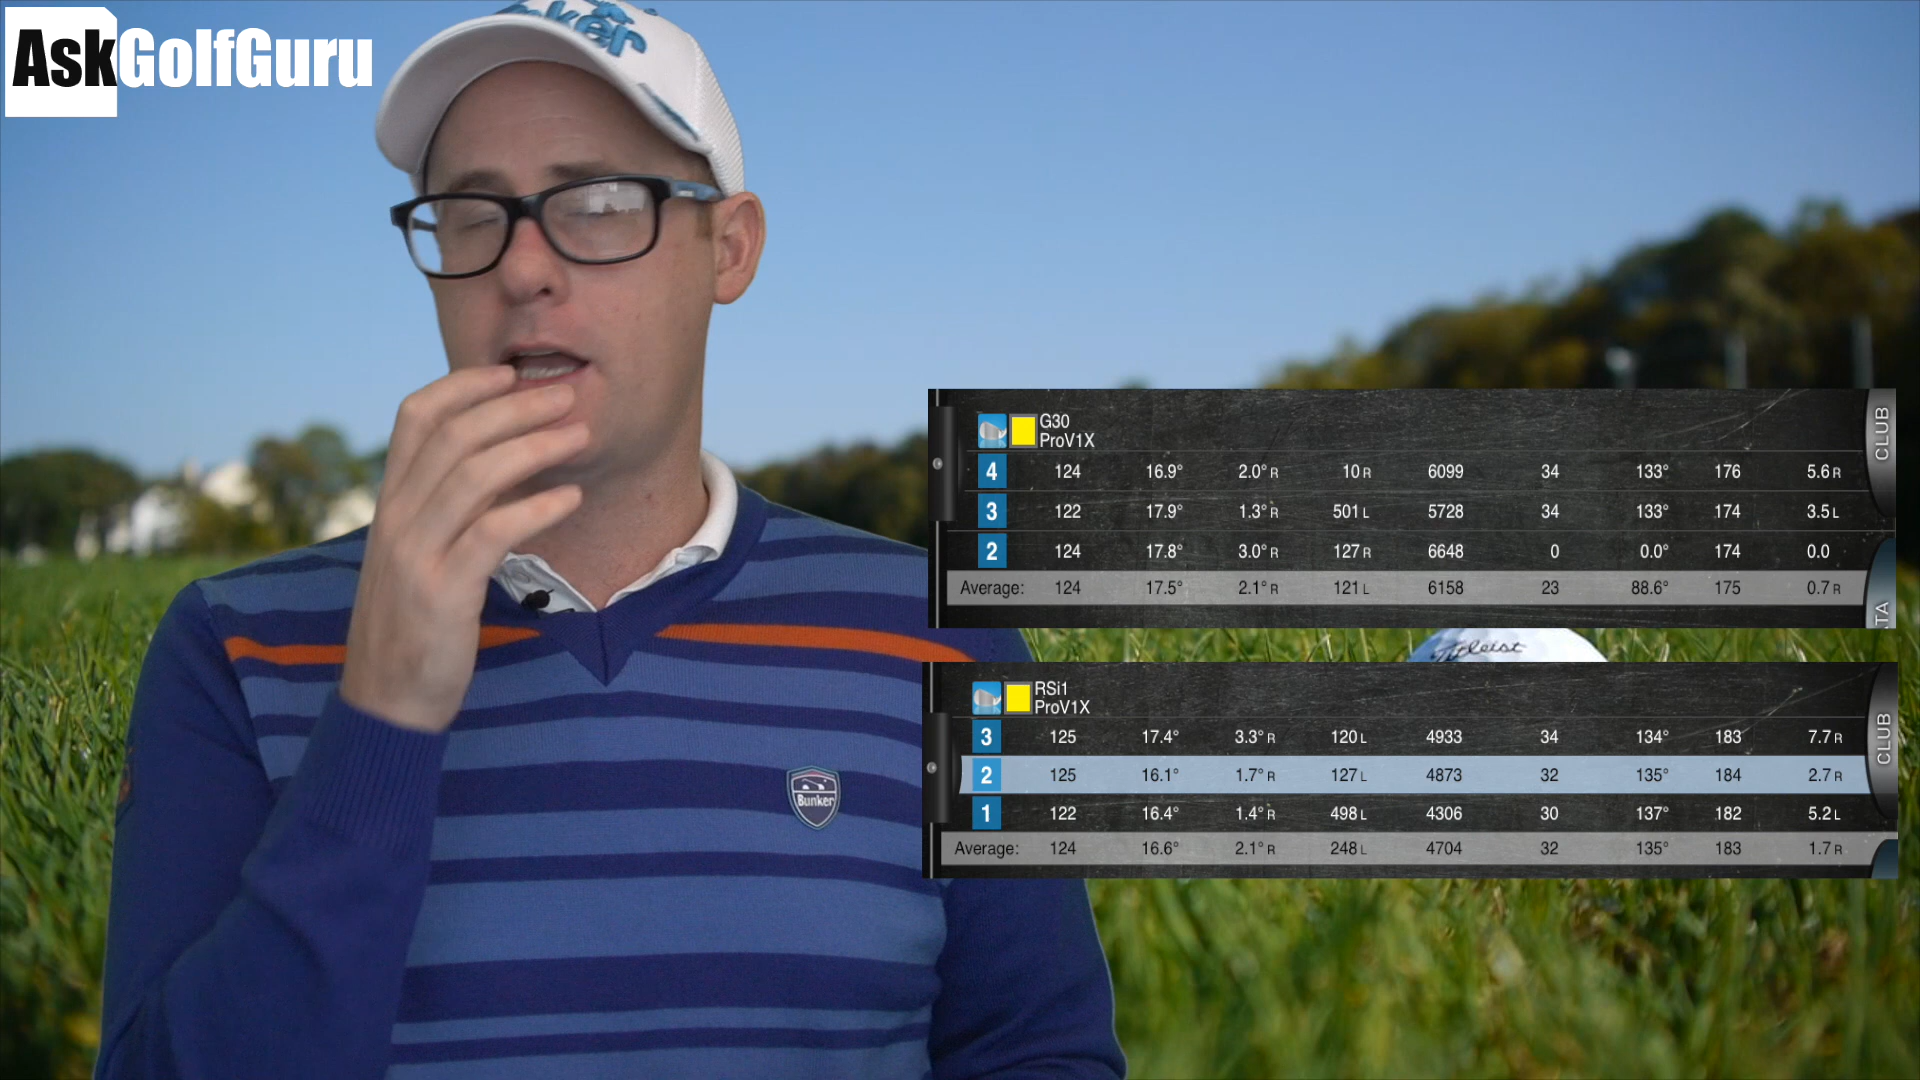 AskGolfGuru
G30
ProV1X
4 124 16.9° 2.0° R 10 R 6099 34 133° 176 5.6 R
3 122 17.9° 1.3° R 501 L 5728 34 133° 174 3.5 L
2 124 17.8° 3.0° R 127 R 6648 0 0.0° 174 0.0
Average: 124 17.5° 2.1° R 121 L 6158 23 88.6° 175 0.7 R
CLUB
TA
Titleist
RSi1
ProV1X
3 125 17.4° 3.3° R 120 L 4933 34 134° 183 7.7 R
2 125 16.1° 1.7° R 127 L 4873 32 135° 184 2.7 R
1 122 16.4° 1.4° R 498 L 4306 30 137° 182 5.2 L
Average: 124 16.6° 2.1° R 248 L 4704 32 135° 183 1.7 R
CLUB
Bunker